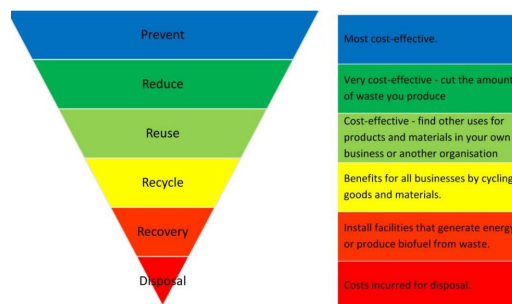 Prevent
Most cost-effective.
Reduce
Very cost-effective - cut the amount
of waste you produce
Reuse
Cost-effective - find other uses for
products and materials in your own
business or another organisation
Recycle
Benefits for all businesses by cycling
goods and materials.
Recovery
Install facilities that generate energy
or produce biofuel from waste.
Disposal
Costs incurred for disposal.